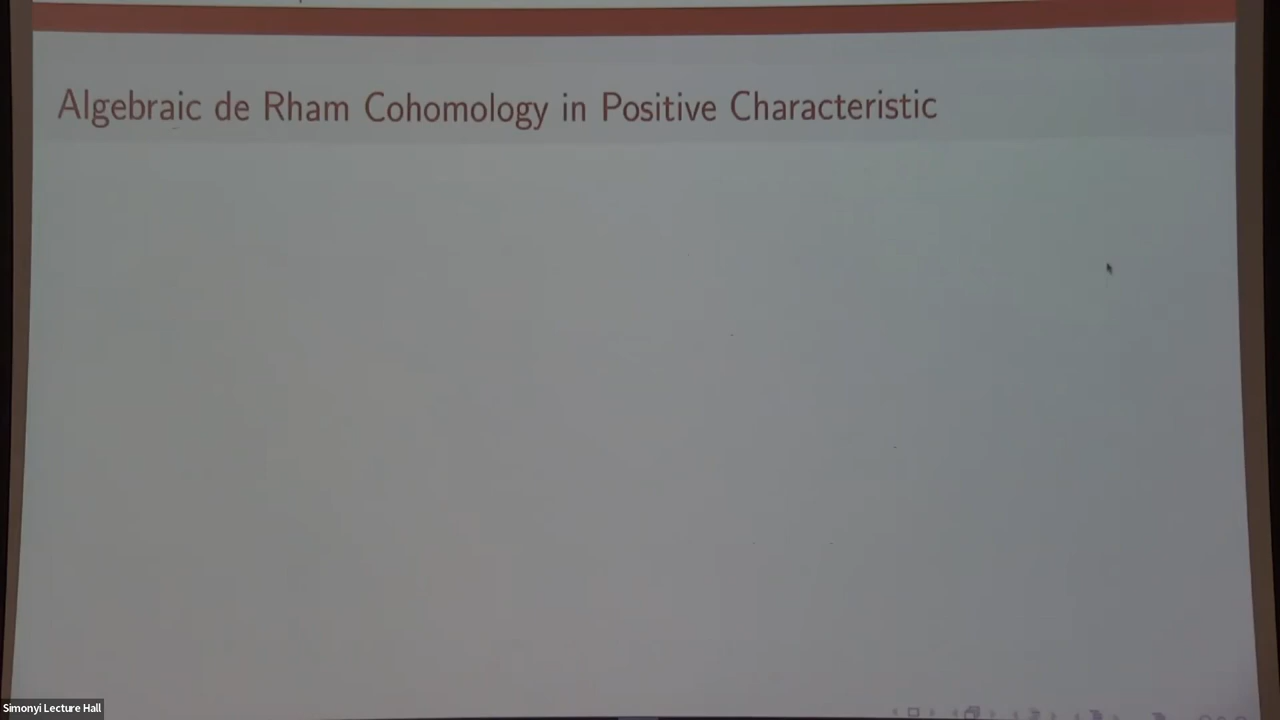 Algebraic de Rham Cohomology in Positive Characteristic
Simonyi Lecture Hall